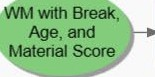 WM with Break,
Age, and
Material Score